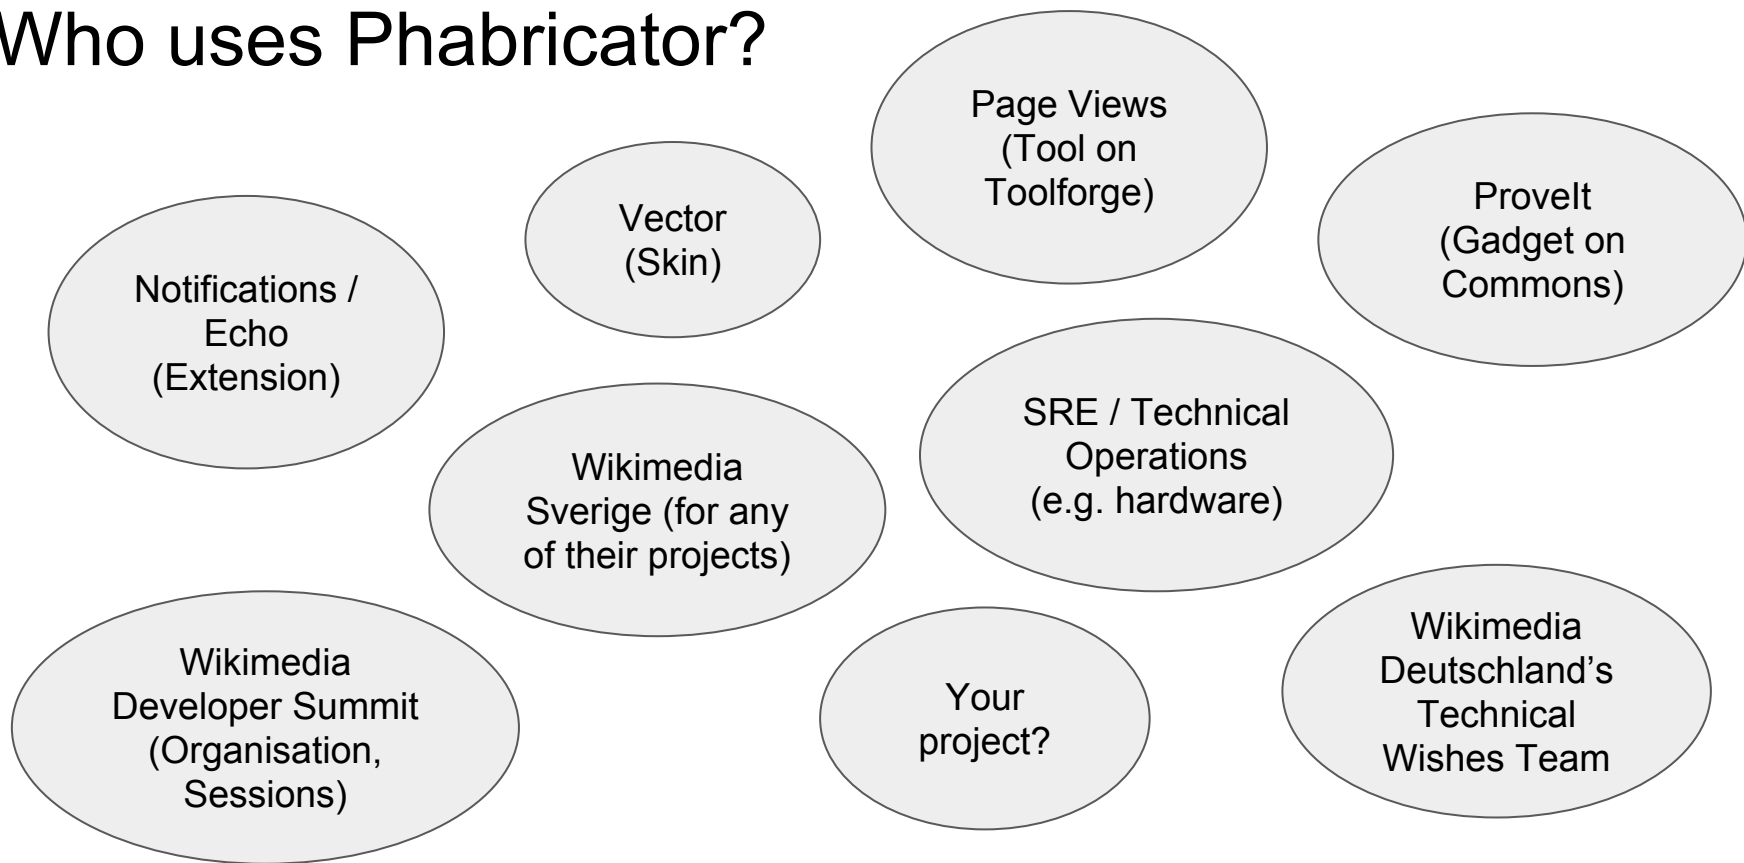 Who uses Phabricator?
Page Views
(Tool on
Toolforge)
ProveIt
(Gadget on
Commons)
Vector
(Skin)
Notifications /
Echo
(Extension)
SRE / Technical
Operations
(e.g. hardware)
Wikimedia
Sverige (for any
of their projects)
Wikimedia
Developer Summit
(Organisation,
Sessions)
Your
project?
Wikimedia
Deutschland’s
Technical
Wishes Team